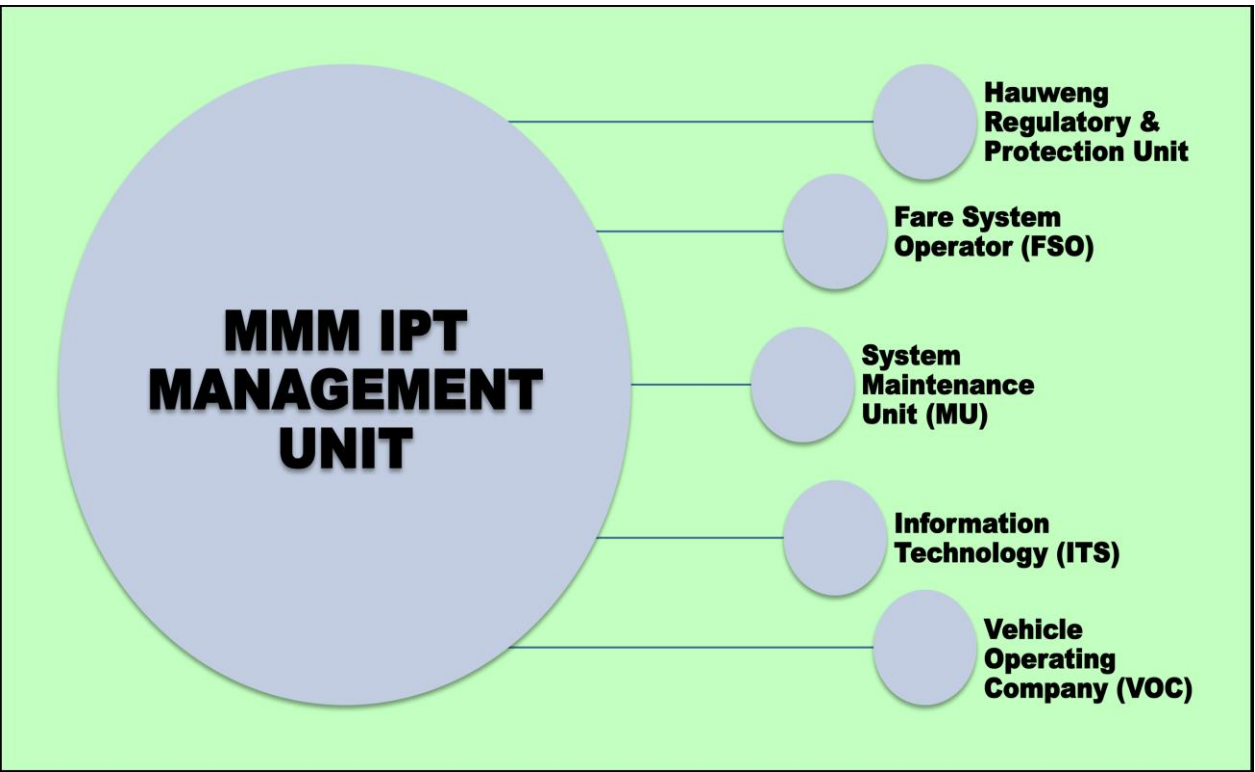 MMM IPT
MANAGEMENT
UNIT
Hauweng
Regulatory &
Protection Unit
Fare System
Operator (FSO)
System
Maintenance
Unit (MU)
Information
Technology (ITS)
Vehicle
Operating
Company (VOC)